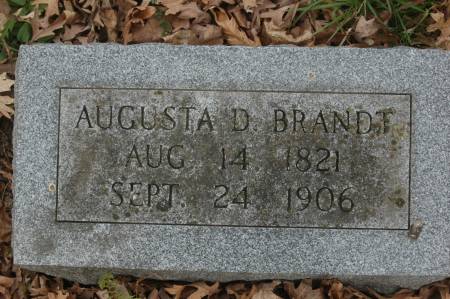 AUGUSTA D. BRANDT
AUG 14 1821
SEPT. 24 1906